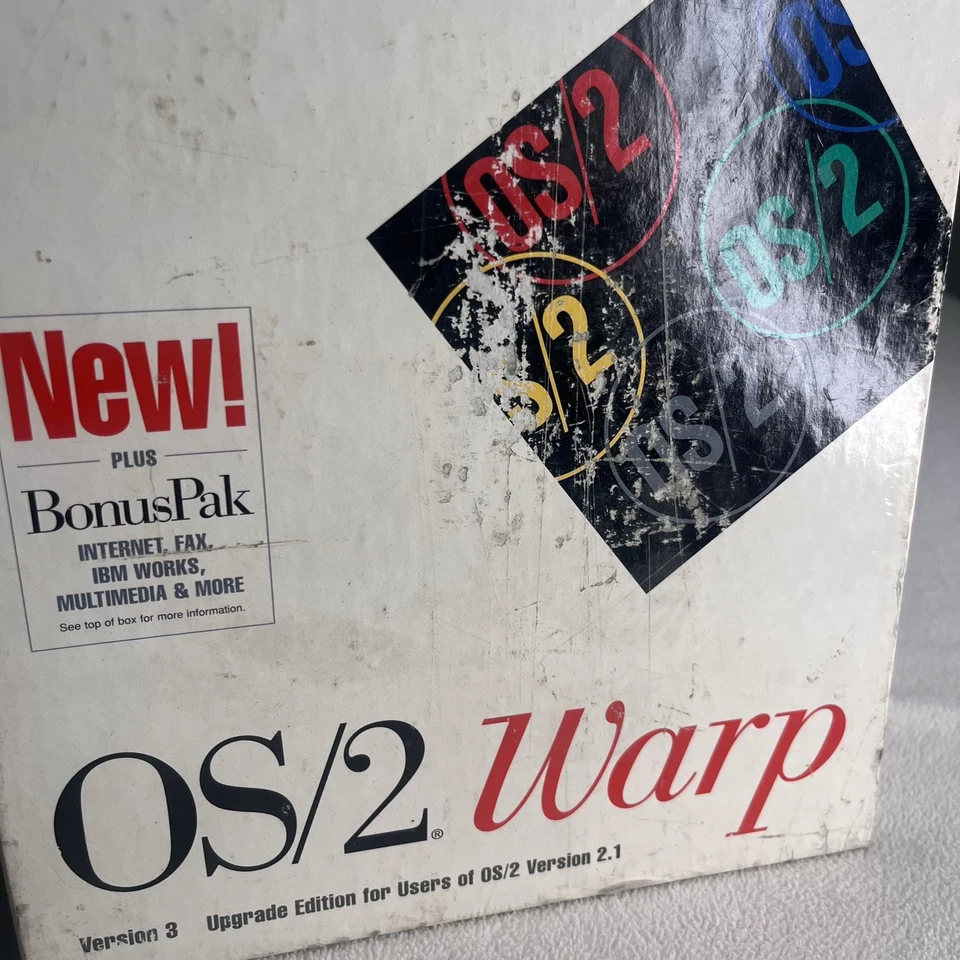 OS
OS/2
OS/2
S/2
OS/2
New!
PLUS
BonusPak
INTERNET, FAX,
IBM WORKS,
MULTIMEDIA & MORE
See top of box for more information.
OS/2® Warp
Version 3 Upgrade Edition for Users of OS/2 Version 2.1